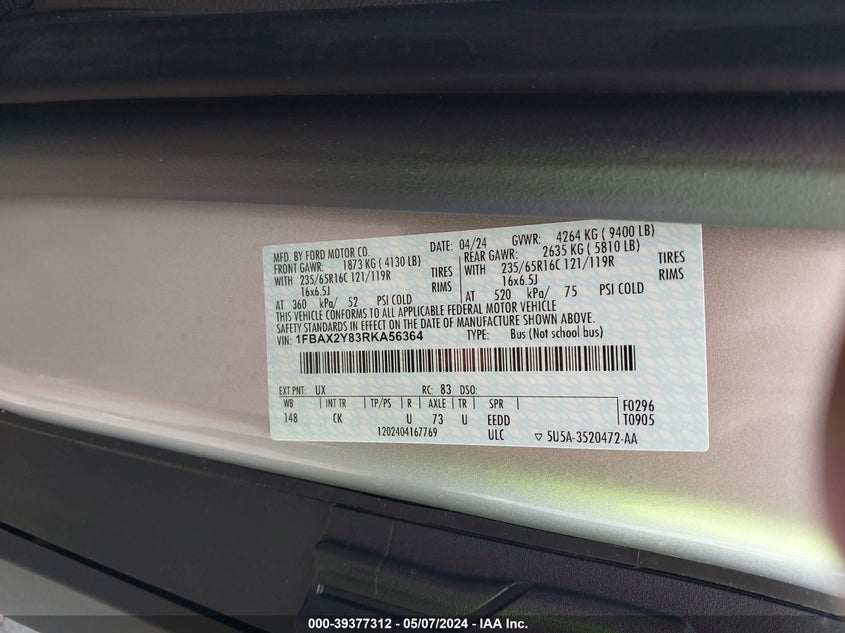 MFD. BY FORD MOTOR CO. DATE: 04/24 GVWR: 4264 KG ( 9400 LB)
FRONT GAWR: 1873 KG ( 4130 LB) REAR GAWR: 2635 KG ( 5810 LB)
WITH 235/65R16C 121/119R TIRES WITH 235/65R16C 121/119R TIRES
16x6.5J RIMS 16x6.5J RIMS
AT 360 kPa/ 52 PSI COLD AT 520 kPa/ 75 PSI COLD
THIS VEHICLE CONFORMS TO ALL APPLICABLE FEDERAL MOTOR VEHICLE
SAFETY STANDARDS IN EFFECT ON THE DATE OF MANUFACTURE SHOWN ABOVE.
VIN: 1FBAX2Y83RKA56364 TYPE: Bus (Not school bus)
EXT PNT: UX RC: 83 DSO:
WB INT TR TP/PS R AXLE TR SPR F0296
148 CK U 73 U EEDD T0905
1202404167769 ULC ▽ 5U5A-3520472-AA
000-39377312 - 05/07/2024 - IAA Inc.